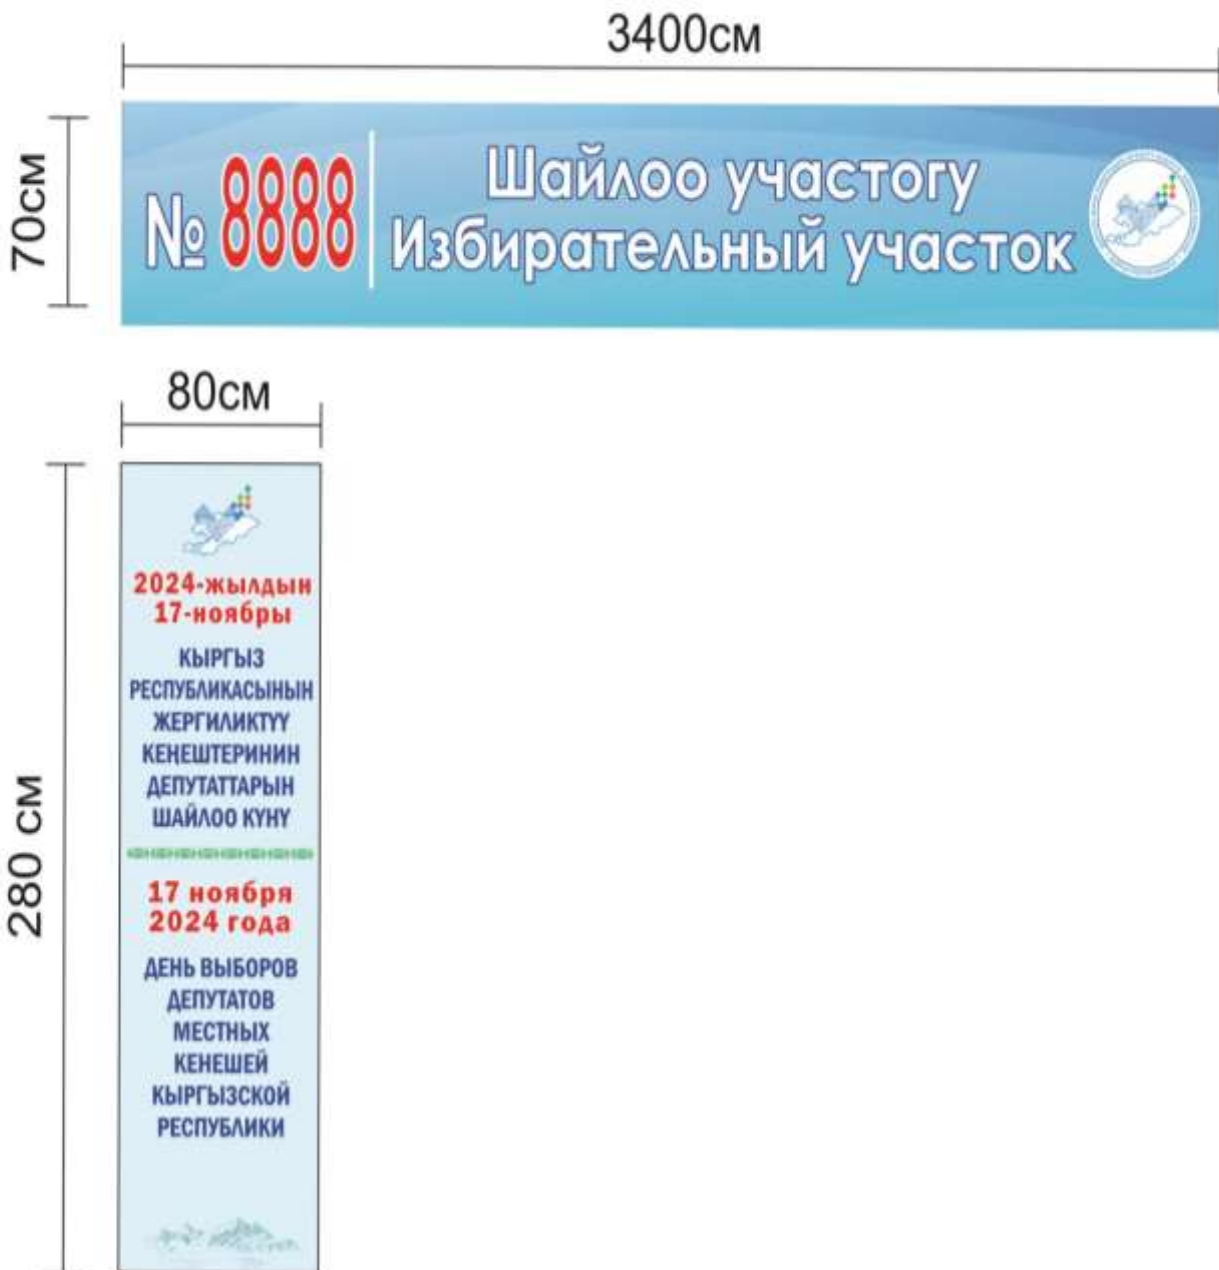 3400см
70см
№ 8888
Шайлоо участогу
Избирательный участок
80см
280 см
2024-жылдын
17-ноябры
КЫРГЫЗ
РЕСПУБЛИКАСЫНЫН
ЖЕРГИЛИКТҮҮ
КЕҢЕШТЕРИНИН
ДЕПУТАТТАРЫН
ШАЙЛОО КҮНҮ
17 ноября
2024 года
ДЕНЬ ВЫБОРОВ
ДЕПУТАТОВ
МЕСТНЫХ
КЕНЕШЕЙ
КЫРГЫЗСКОЙ
РЕСПУБЛИКИ